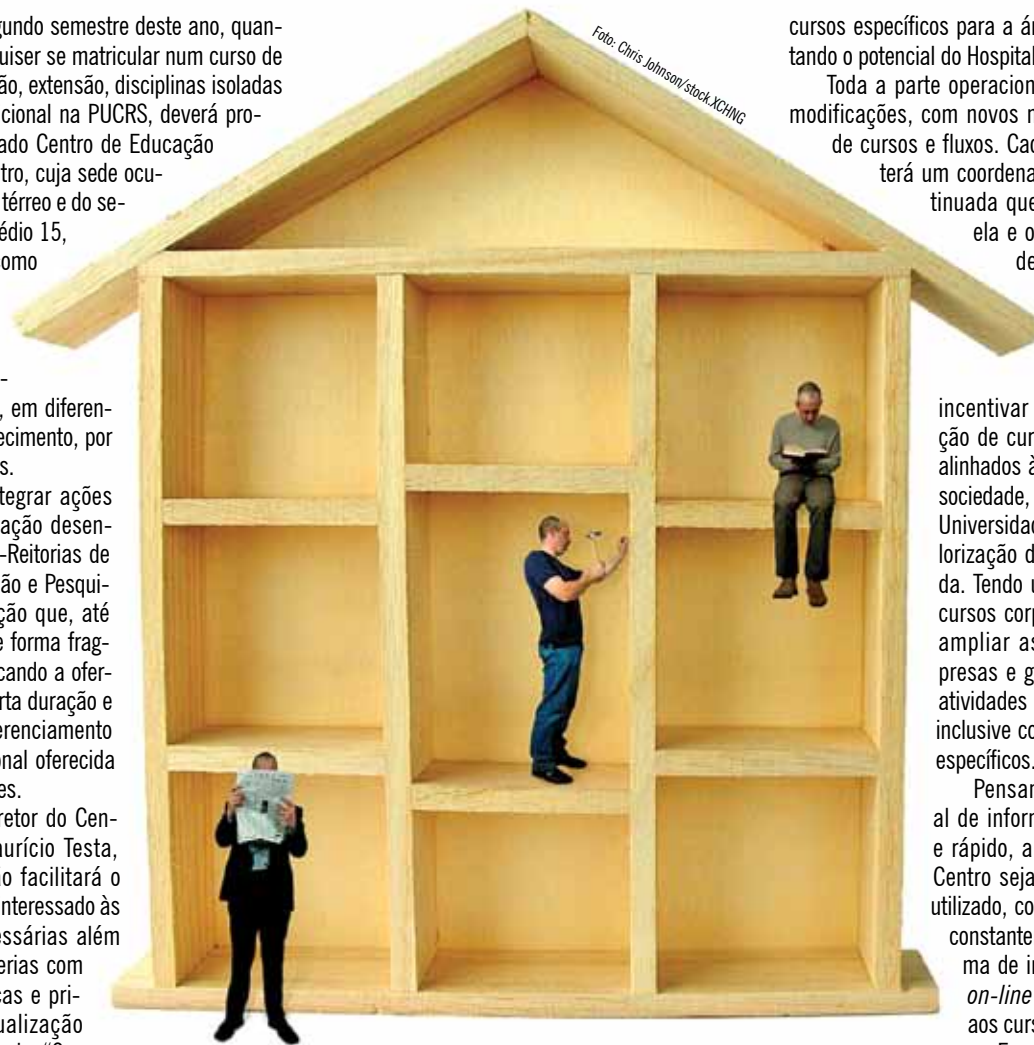 gundo semestre deste ano, quan-
uiser se matricular num curso de
ão, extensão, disciplinas isoladas
cional na PUCRS, deverá pro-
ado Centro de Educação
tro, cuja sede ocu-
térreo e do se-
édio 15,
como
-
, em diferen-
ecimento, por
s.
tegrar ações
ação desen-
-Reitorias de
ão e Pesqui-
ção que, até
e forma frag-
cando a ofer-
rta duração e
erenciamento
onal oferecida
es.
retor do Cen-
aurício Testa,
no facilitará o
interessado às
essárias além
erias com
cas e pri-
ualização
Foto: Chris Johnson/stock.XCHNG
cursos específicos para a ár
tando o potencial do Hospital
Toda a parte operacion
modificações, com novos m
de cursos e fluxos. Cad
terá um coordena
tinuada que
ela e o
de
incentivar
ção de cur
alinhados à
sociedade,
Universidad
lorização d
da. Tendo u
cursos corp
ampliar as
presas e g
atividades
inclusive co
específicos.
Pensan
al de inform
e rápido, a
Centro seja
utilizado, co
constante
ma de in
on-line
aos curs